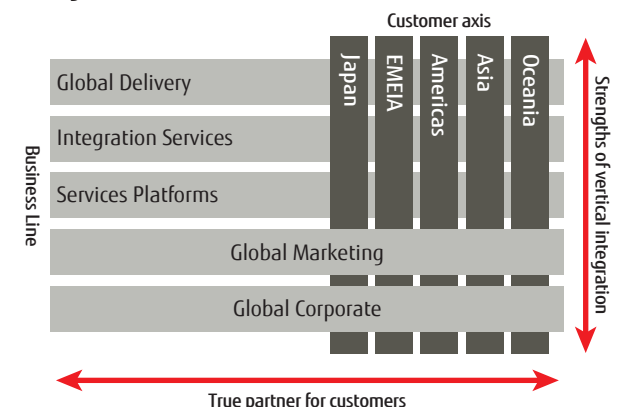 Customer axis
Japan
EMEIA
Americas
Asia
Oceania
Global Delivery
Integration Services
Services Platforms
Global Marketing
Global Corporate
Business Line
Strengths of vertical integration
True partner for customers